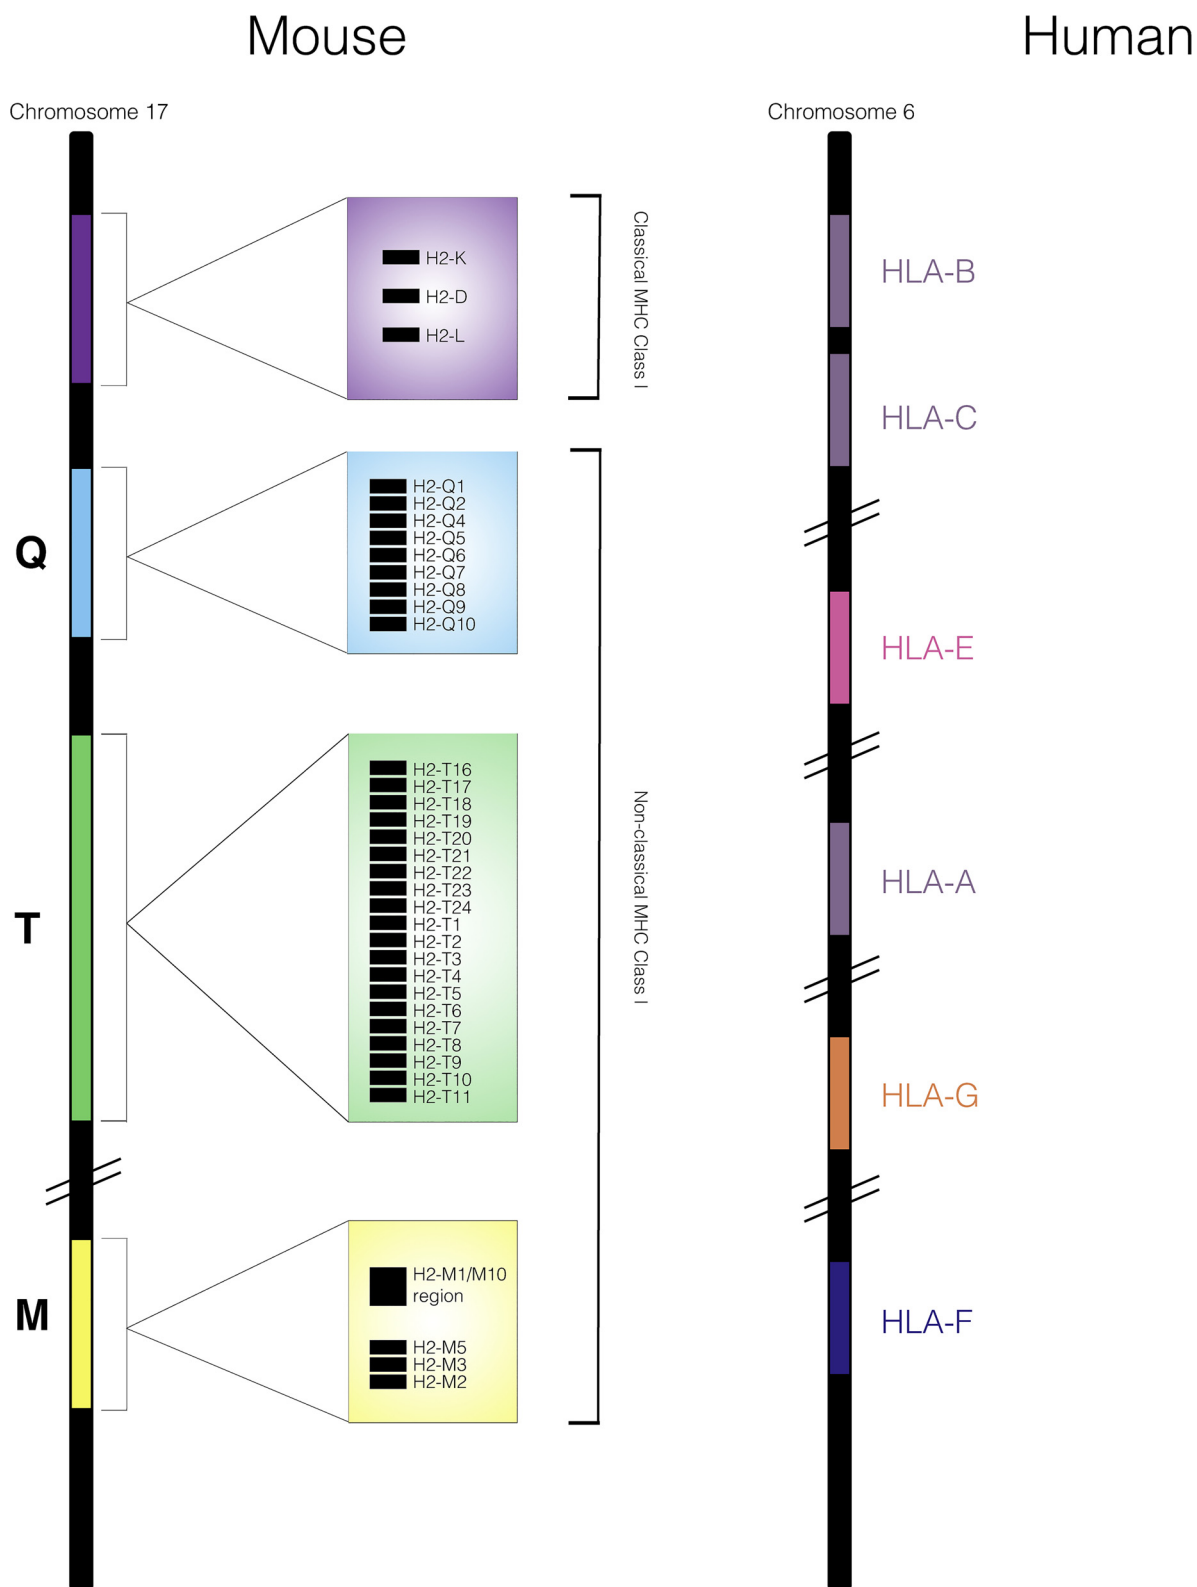 Mouse
Human
Chromosome 17
Chromosome 6
H2-K
H2-D
H2-L
Classical MHC Class I
HLA-B
HLA-C
Q
H2-Q1
H2-Q2
H2-Q4
H2-Q5
H2-Q6
H2-Q7
H2-Q8
H2-Q9
H2-Q10
HLA-E
T
H2-T16
H2-T17
H2-T18
H2-T19
H2-T20
H2-T21
H2-T22
H2-T23
H2-T24
H2-T1
H2-T2
H2-T3
H2-T4
H2-T5
H2-T6
H2-T7
H2-T8
H2-T9
H2-T10
H2-T11
Non-classical MHC Class I
HLA-A
HLA-G
M
H2-M1/M10
region
H2-M5
H2-M3
H2-M2
HLA-F